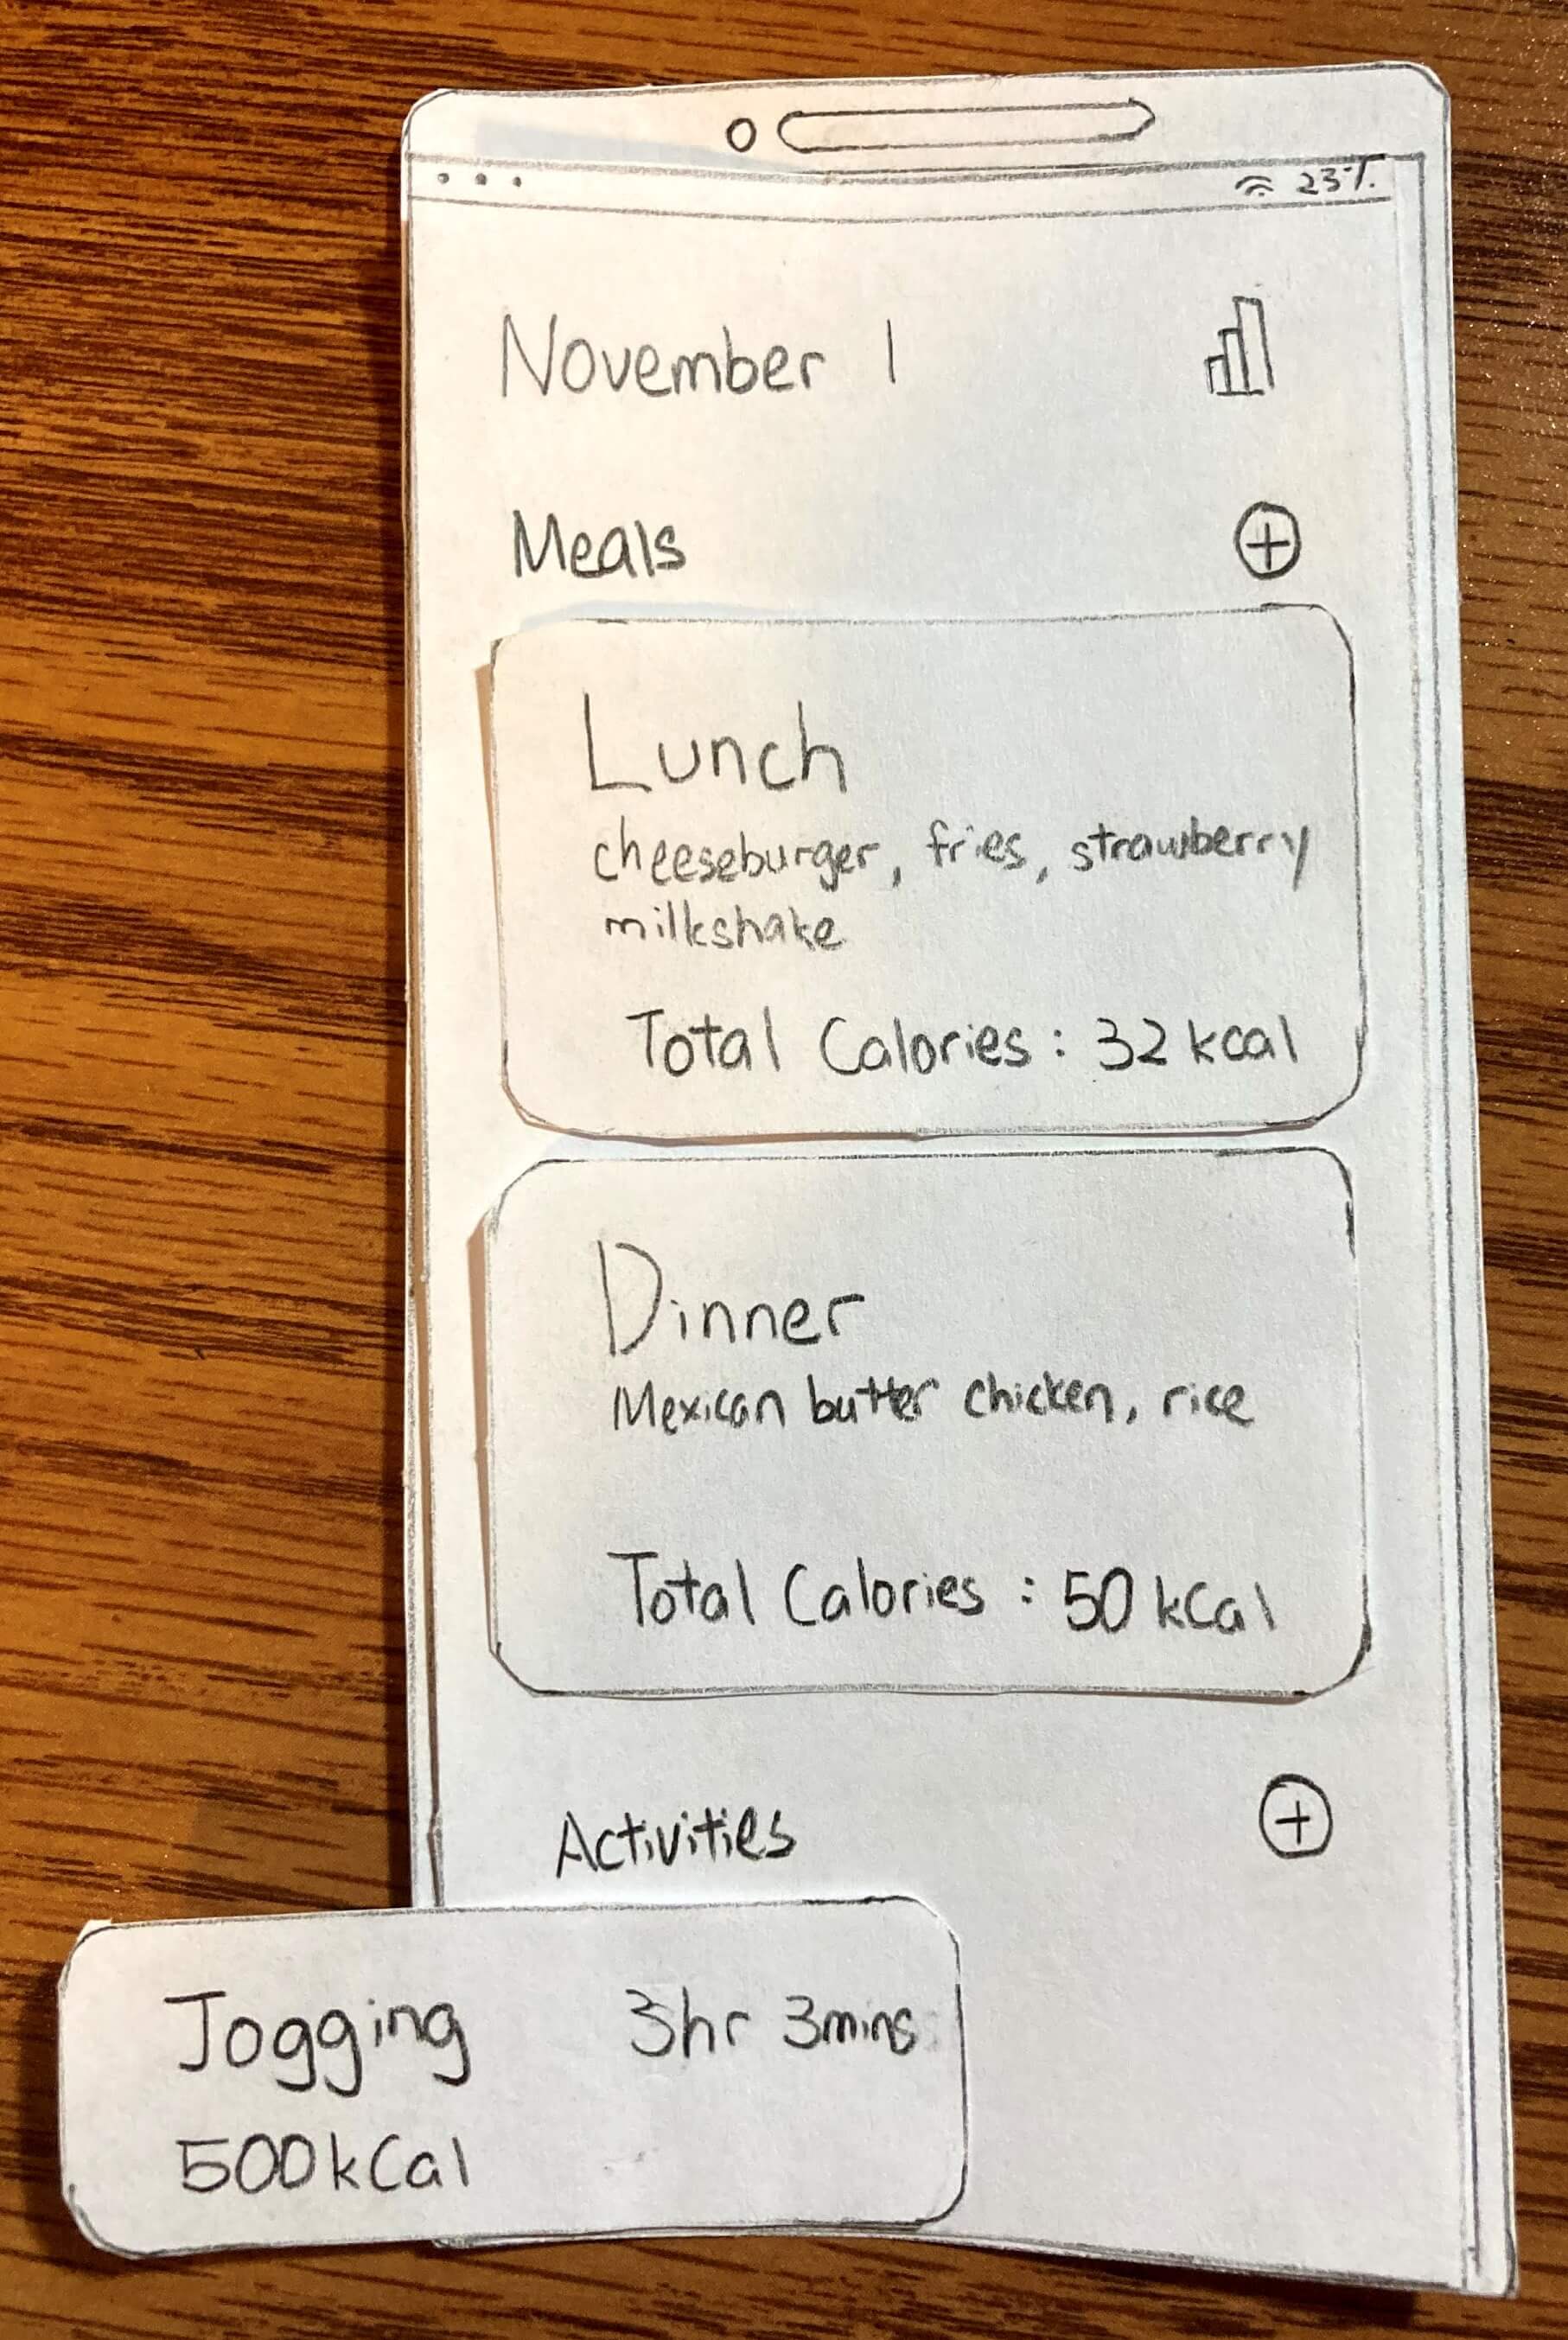 23%
November 1
Meals
Lunch
cheeseburger, fries, strawberry
milkshake
Total Calories : 32 kcal
Dinner
Mexican butter chicken, rice
Total Calories : 50 kCal
Activities
Jogging 3hr 3mins
500kCal